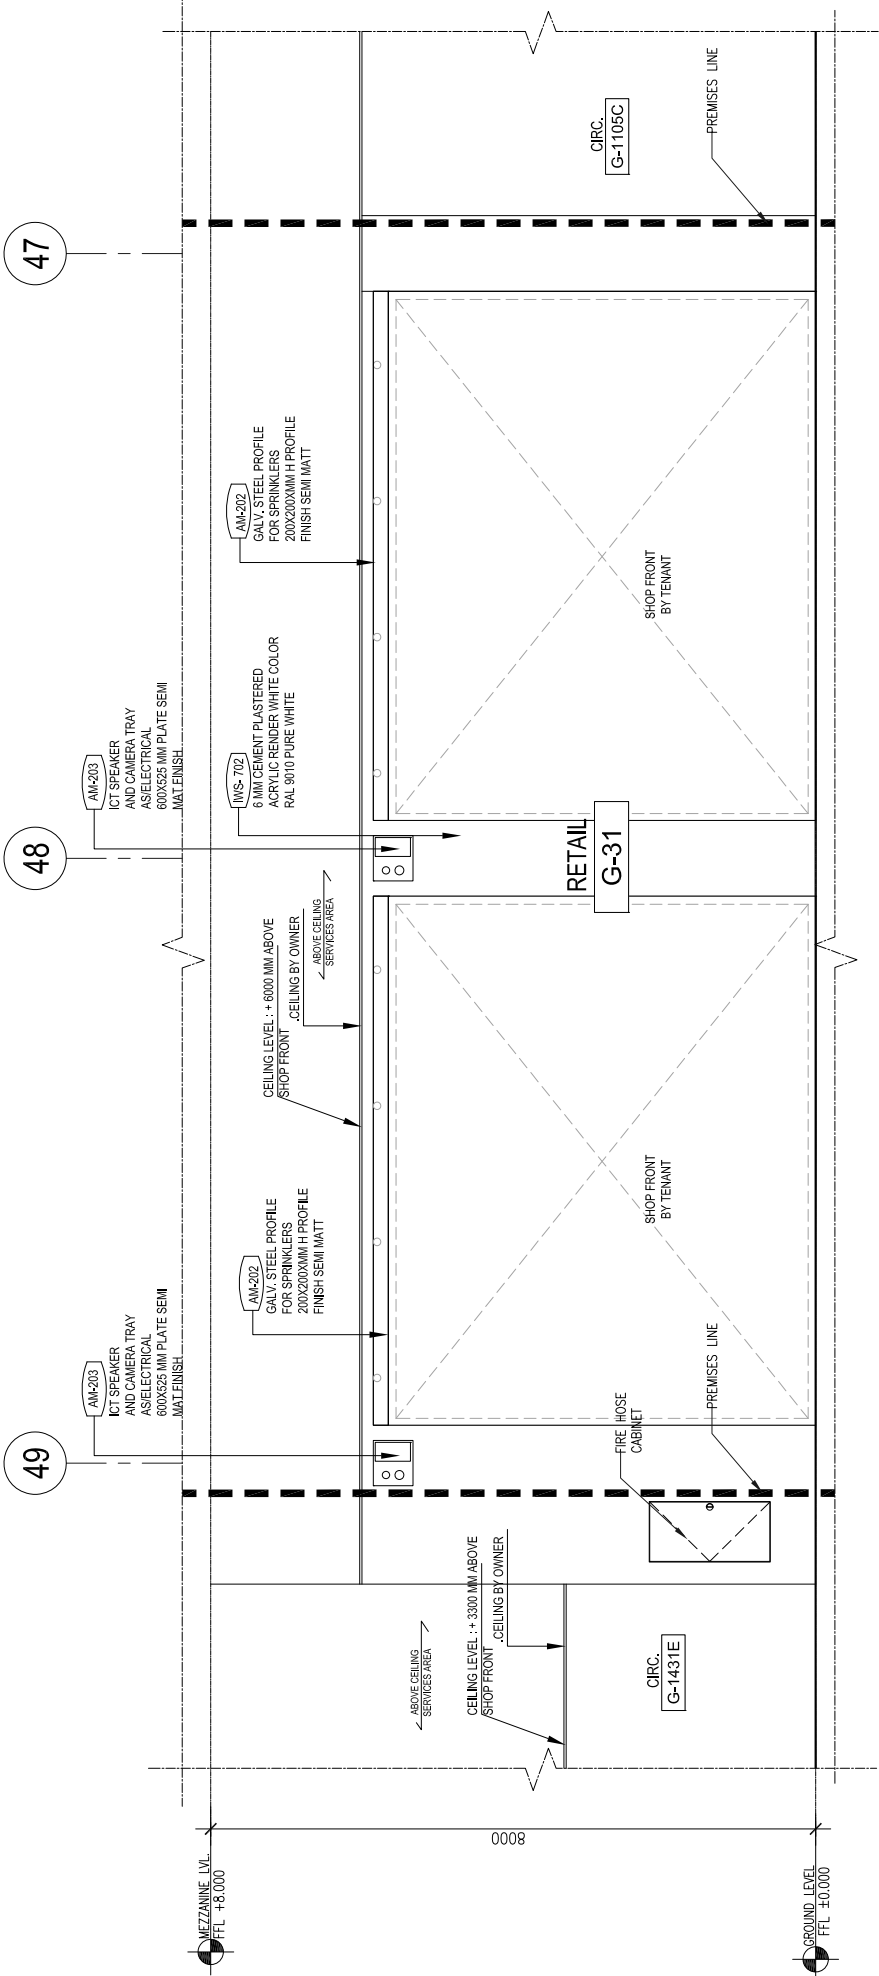 49
48
47
AM-203
ICT SPEAKER
AND CAMERA TRAY
AS/ELECTRICAL
600X525 MM PLATE SEMI
MAT.FINISH
AM-203
ICT SPEAKER
AND CAMERA TRAY
AS/ELECTRICAL
600X525 MM PLATE SEMI
MAT.FINISH
MEZZANINE LVL.
FFL +8.000
AM-202
GALV. STEEL PROFILE
FOR SPRINKLERS
200X200XMM H PROFILE
FINISH SEMI MATT
CEILING LEVEL : + 6000 MM ABOVE
SHOP FRONT
.CEILING BY OWNER
ABOVE CEILING
SERVICES AREA
IWS-702
6 MM CEMENT PLASTERED
ACRYLIC RENDER WHITE COLOR
RAL 9010 PURE WHITE
AM-202
GALV. STEEL PROFILE
FOR SPRINKLERS
200X200XMM H PROFILE
FINISH SEMI MATT
8000
ABOVE CEILING
SERVICES AREA
CEILING LEVEL : + 3300 MM ABOVE
SHOP FRONT
.CEILING BY OWNER
CIRC.
G-1431E
FIRE HOSE
CABINET
PREMISES LINE
SHOP FRONT
BY TENANT
RETAIL
G-31
SHOP FRONT
BY TENANT
CIRC.
G-1105C
PREMISES LINE
GROUND LEVEL
FFL ±0.000